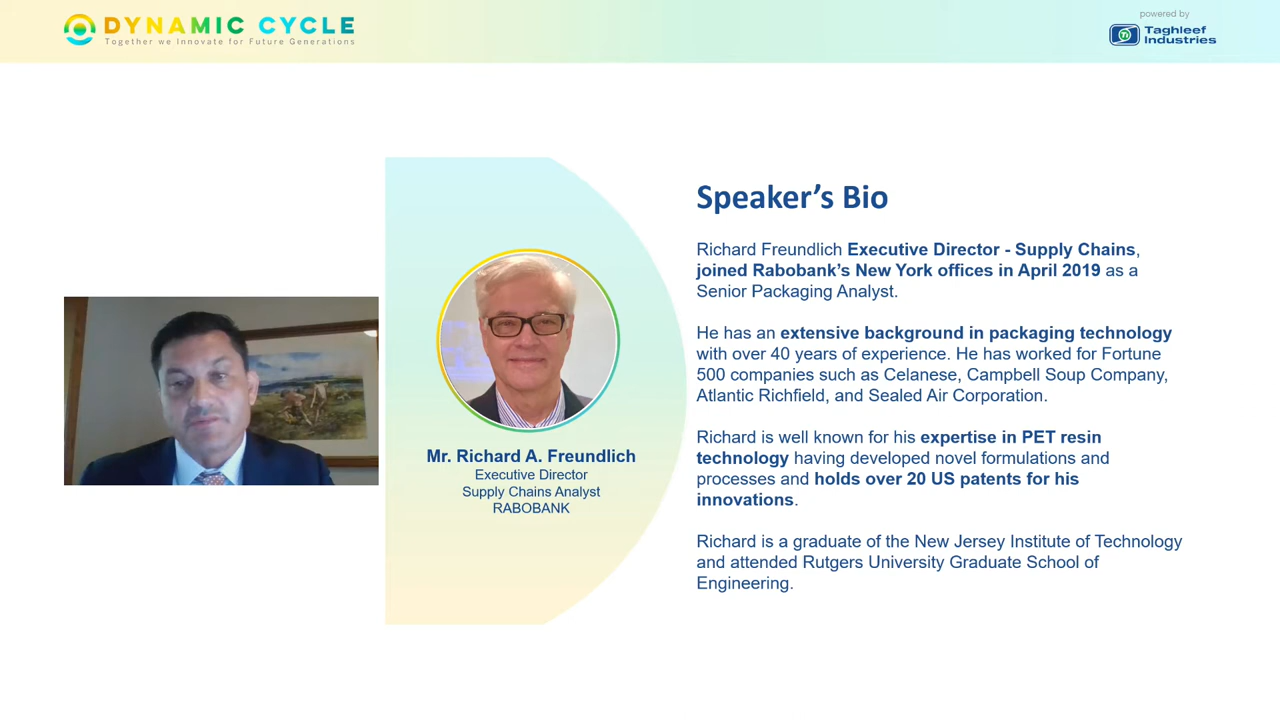 DYNAMIC CYCLE
Together we Innovate for Future Generations
powered by
Ti
Taghleef
Industries
Speaker's Bio
Richard Freundlich Executive Director - Supply Chains,
joined Rabobank's New York offices in April 2019 as a
Senior Packaging Analyst.
He has an extensive background in packaging technology
with over 40 years of experience. He has worked for Fortune
500 companies such as Celanese, Campbell Soup Company,
Atlantic Richfield, and Sealed Air Corporation.
Richard is well known for his expertise in PET resin
technology having developed novel formulations and
processes and holds over 20 US patents for his
innovations.
Richard is a graduate of the New Jersey Institute of Technology
and attended Rutgers University Graduate School of
Engineering.
Mr. Richard A. Freundlich
Executive Director
Supply Chains Analyst
RABOBANK